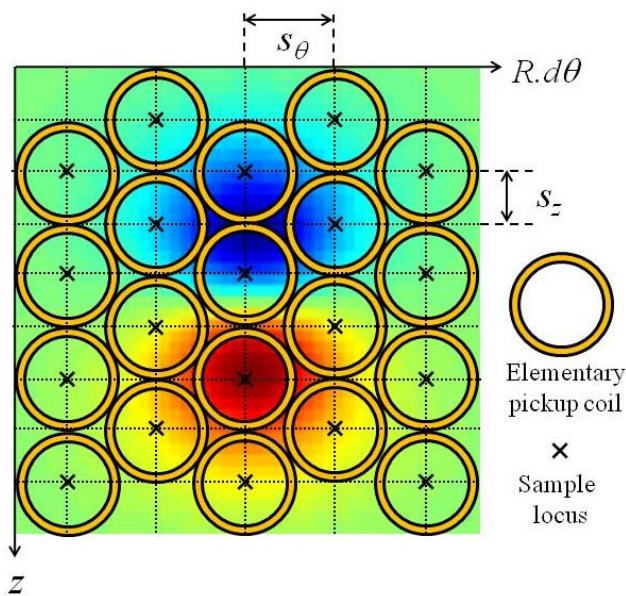 s_θ
R.dθ
s_z
Elementary
pickup coil
Sample
locus
z